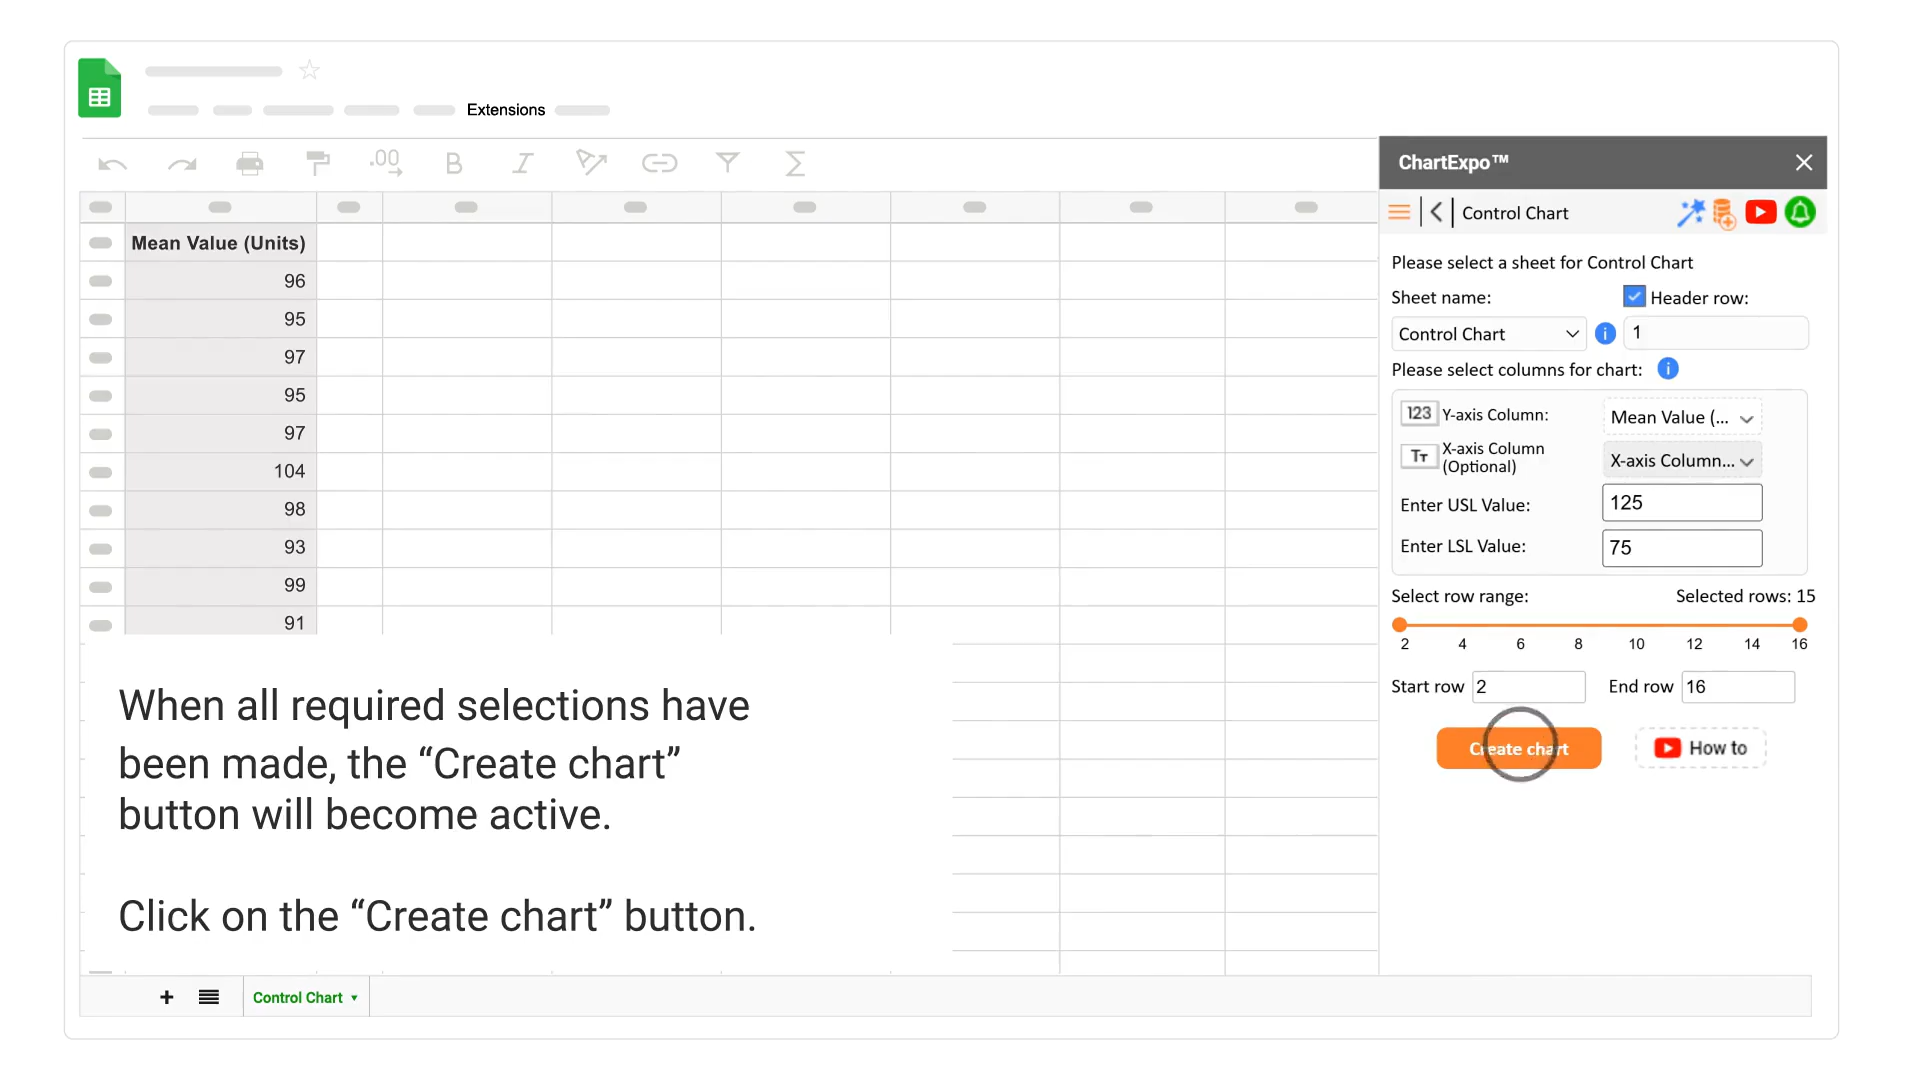 Extensions
.00
B
I
ChartExpo™
Control Chart
Please select a sheet for Control Chart
Sheet name:
Header row:
Control Chart
i
1
Please select columns for chart:
i
123 Y-axis Column:
Mean Value (...
TT X-axis Column
(Optional)
X-axis Column...
Enter USL Value:
125
Enter LSL Value:
75
Select row range:
Selected rows: 15
2 4 6 8 10 12 14 16
Start row 2
End row 16
Create chart
How to
Mean Value (Units)
96
95
97
95
97
104
98
93
99
91
When all required selections have
been made, the “Create chart”
button will become active.
Click on the “Create chart” button.
Control Chart